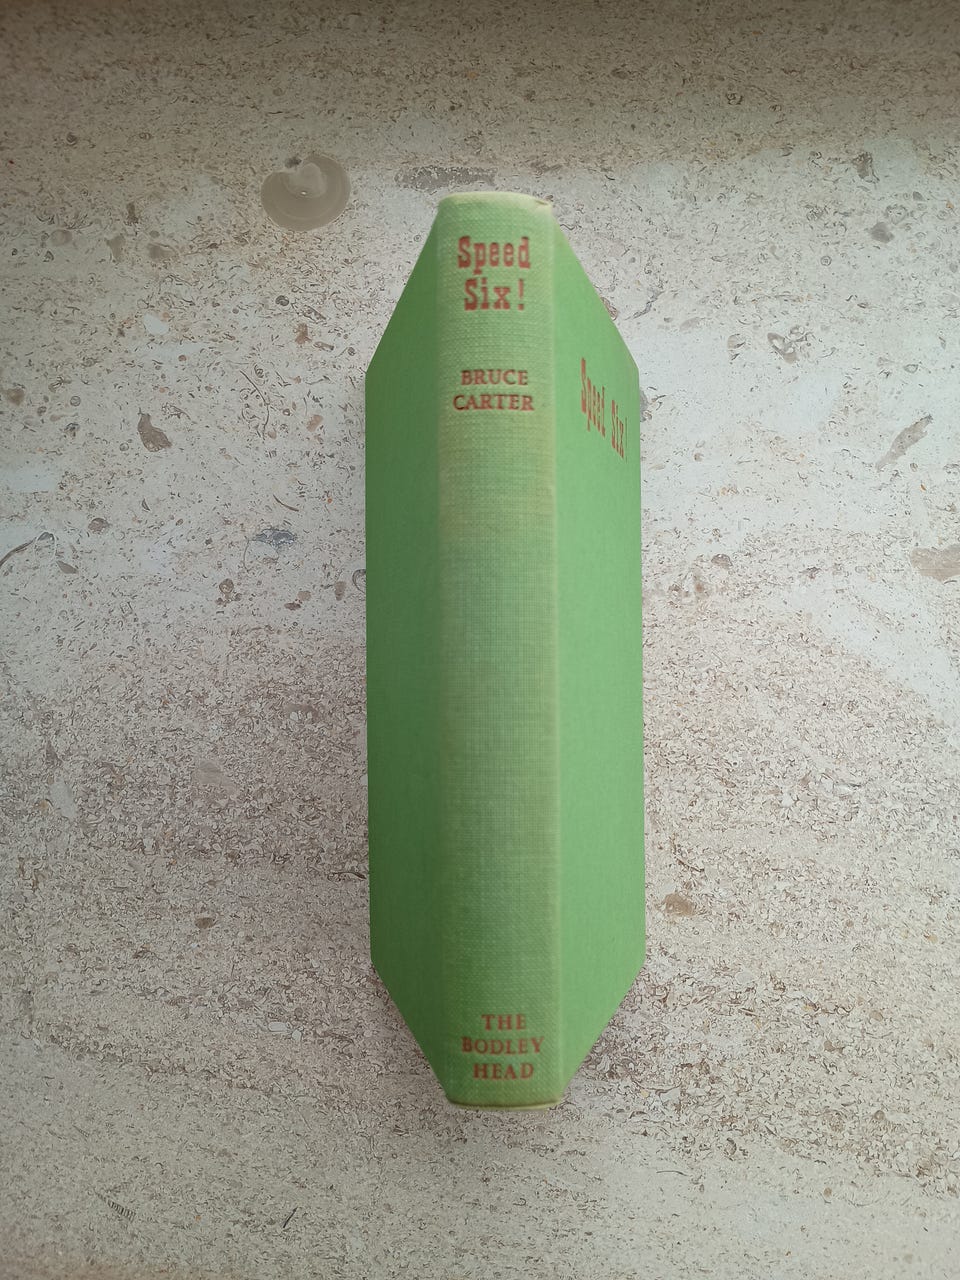 Speed
Six!
BRUCE
CARTER
THE
BODLEY
HEAD
Speed Six!